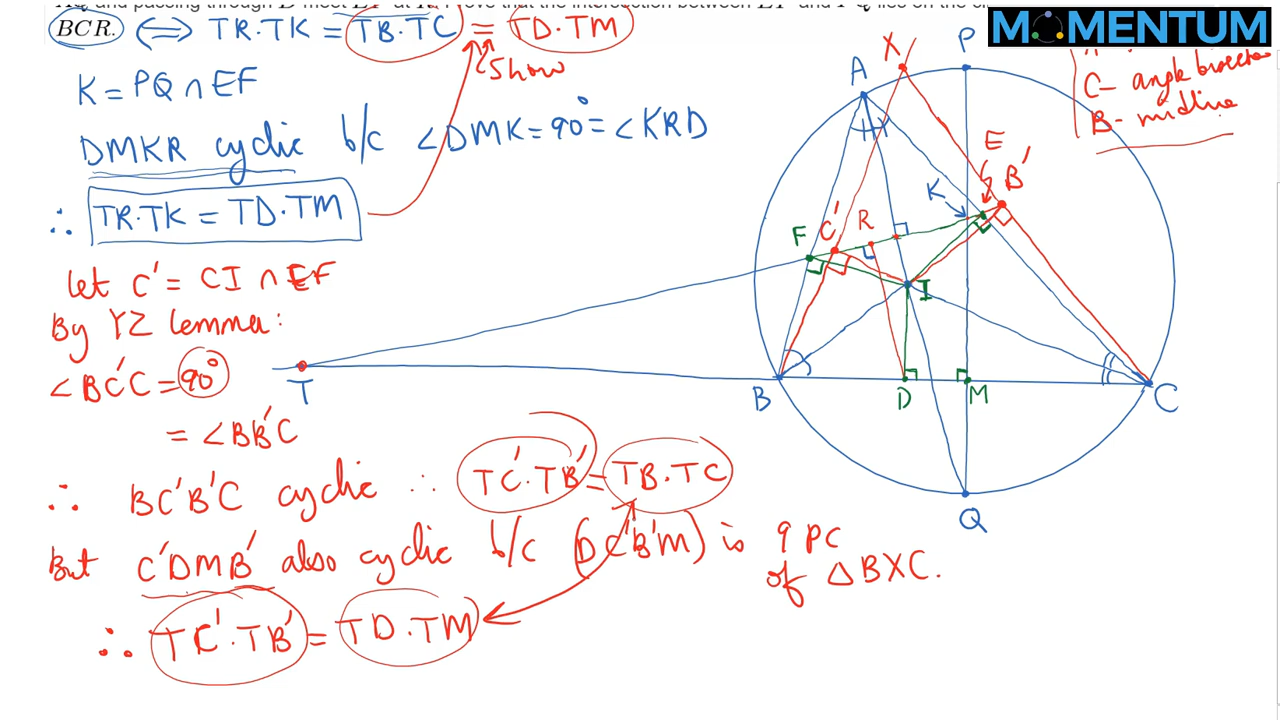 BCR. ⟺ TR.TK = TB.TC = TD.TM
Show
K = PQ ∩ EF
DMKR cyclic b/c ∠DMK = 90° = ∠KRD
∴ TR.TK = TD.TM
let C' = CI ∩ EF
By YZ lemma:
∠BC'C = 90°
= ∠BB'C
∴ BC'B'C cyclic ∴ TC'.TB' = TB.TC
But C'DMB' also cyclic b/c (DC'B'M) is 9PC
of △BXC.
∴ TC'.TB' = TD.TM
MOMENTUM
C- angle bisector
B- midline
A
X
P
E
B'
K
F
C'
R
I
T
B
D
M
C
Q